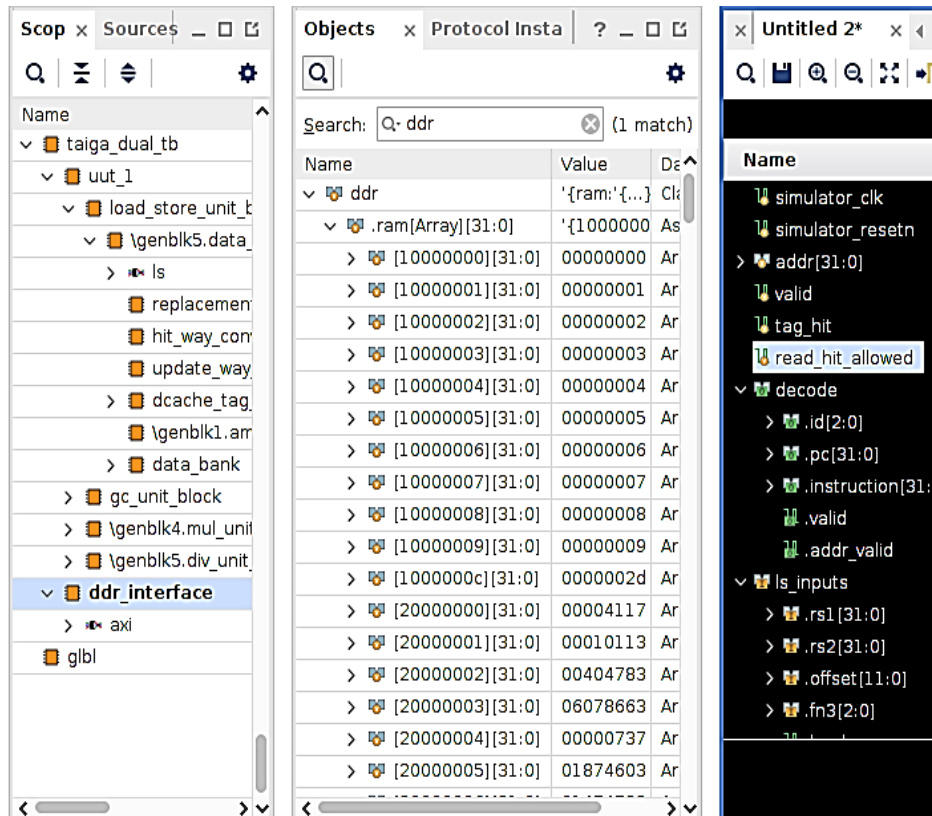 Scop Sources
Name
taiga_dual_tb
uut_1
load_store_unit_b
\genblk5.data_
ls
replacemen
hit_way_con
update_way_
dcache_tag_
\genblk1.am
data_bank
gc_unit_block
\genblk4.mul_unit
\genblk5.div_unit_
ddr_interface
axi
glbl
Objects Protocol Insta ?
Search: ddr (1 match)
Name Value Da
ddr '{ram:'{...} Cla
.ram[Array][31:0] '{1000000 As
[10000000][31:0] 00000000 Ar
[10000001][31:0] 00000001 Ar
[10000002][31:0] 00000002 Ar
[10000003][31:0] 00000003 Ar
[10000004][31:0] 00000004 Ar
[10000005][31:0] 00000005 Ar
[10000006][31:0] 00000006 Ar
[10000007][31:0] 00000007 Ar
[10000008][31:0] 00000008 Ar
[10000009][31:0] 00000009 Ar
[1000000c][31:0] 0000002d Ar
[20000000][31:0] 00004117 Ar
[20000001][31:0] 00010113 Ar
[20000002][31:0] 00404783 Ar
[20000003][31:0] 06078663 Ar
[20000004][31:0] 00000737 Ar
[20000005][31:0] 01874603 Ar
Untitled 2*
Name
simulator_clk
simulator_resetn
addr[31:0]
valid
tag_hit
read_hit_allowed
decode
.id[2:0]
.pc[31:0]
.instruction[31:
.valid
.addr_valid
ls_inputs
.rs1[31:0]
.rs2[31:0]
.offset[11:0]
.fn3[2:0]